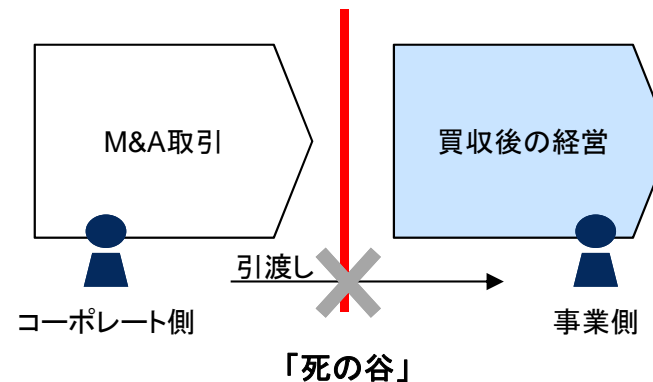 M&A取引
買収後の経営
引渡し
コーポレート側
事業側
「死の谷」